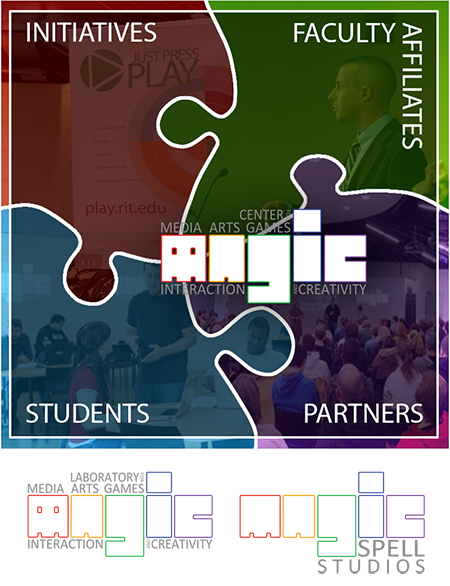 INITIATIVES
FACULTY AFFILIATES
JUST PRESS
PLAY
play.rit.edu
CENTER
MEDIA ARTS GAMES
magic
INTERACTION AND CREATIVITY
STUDENTS
PARTNERS
LABORATORY
MEDIA ARTS GAMES
magic
INTERACTION AND CREATIVITY
magic
SPELL
STUDIOS